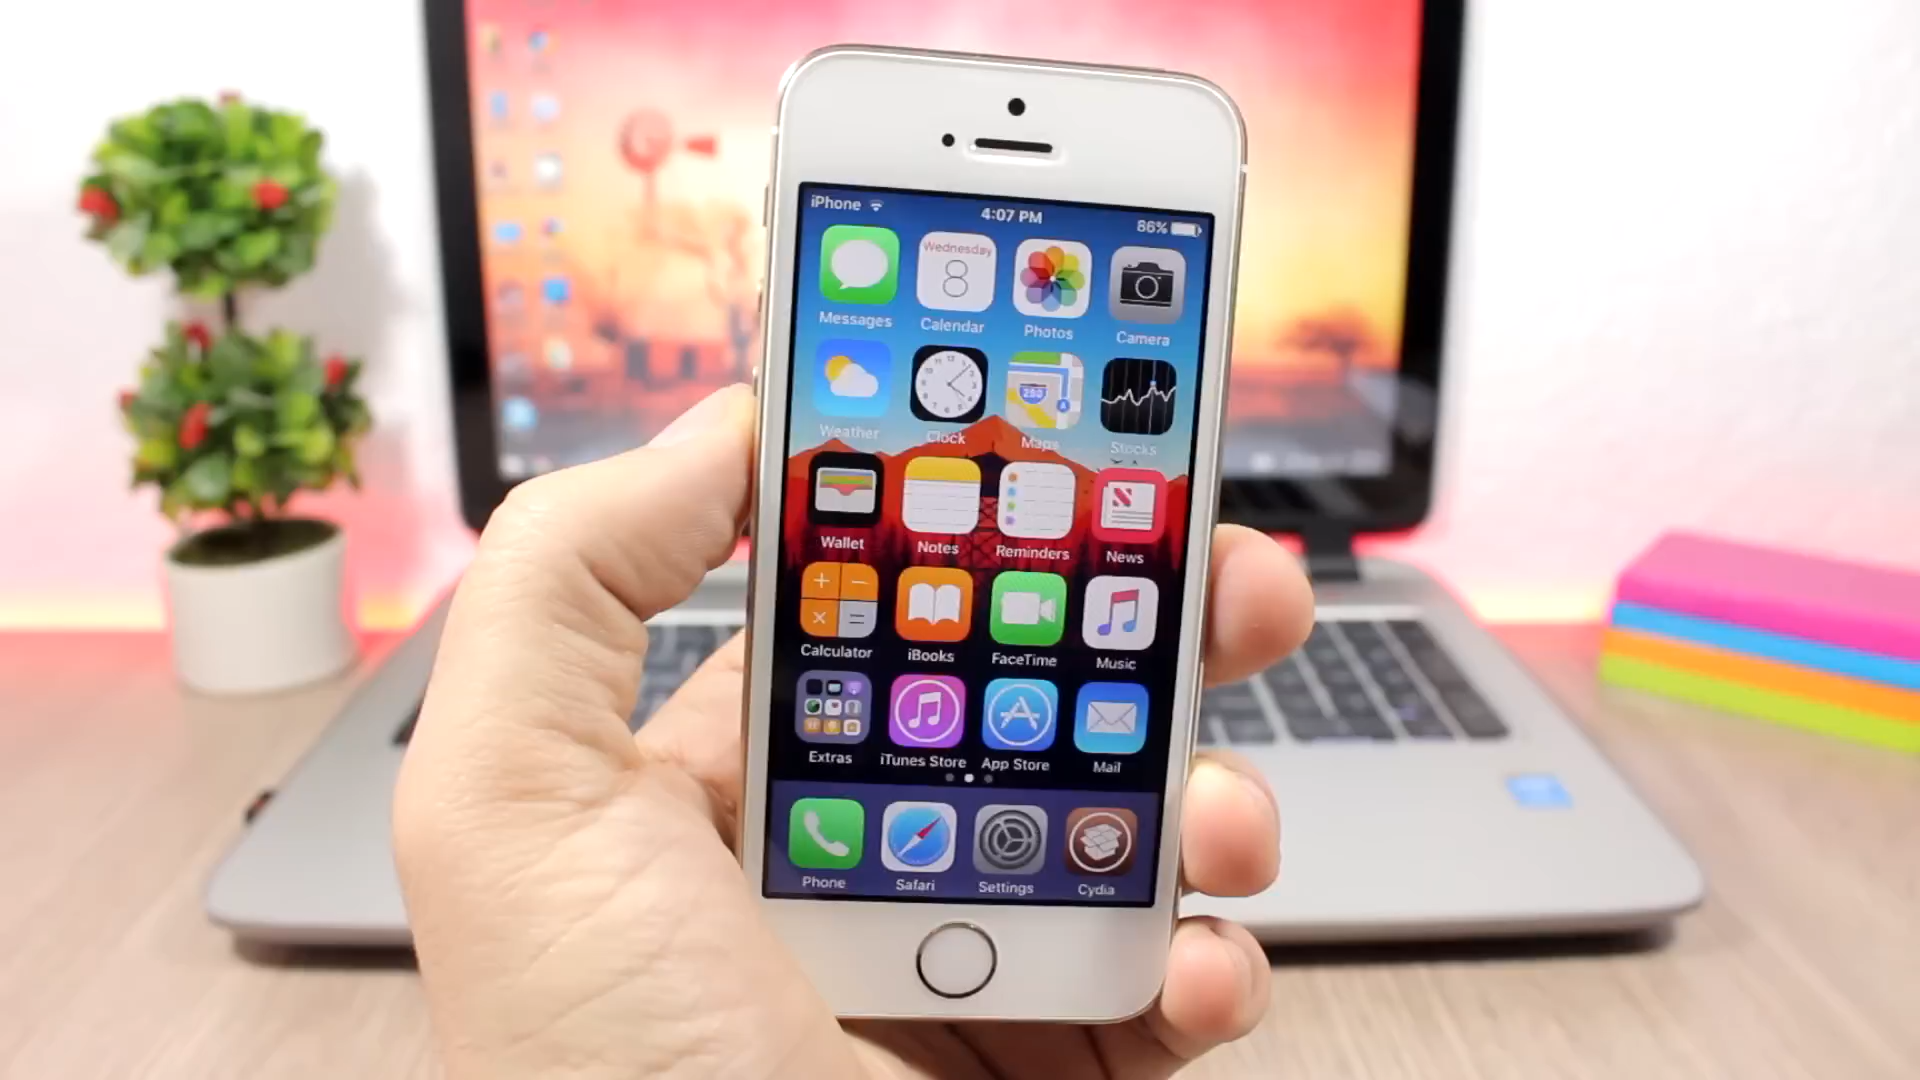 iPhone 4:07 PM 86%
Wednesday
8
Messages Calendar Photos Camera
280
Weather Clock Maps Stocks
Wallet Notes Reminders News
Calculator iBooks FaceTime Music
Extras iTunes Store App Store Mail
Phone Safari Settings Cydia